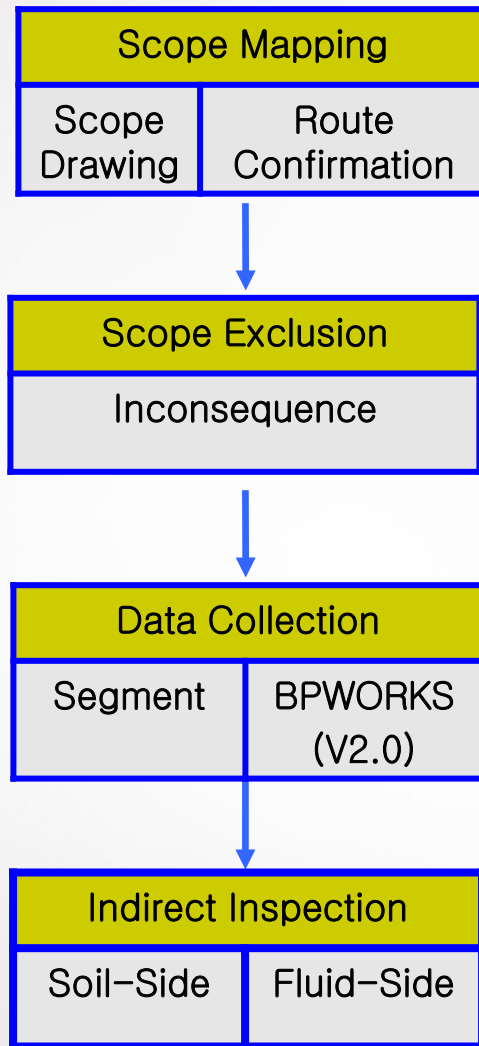 Scope Mapping
Scope
Drawing
Route
Confirmation
Scope Exclusion
Inconsequence
Data Collection
Segment
BPWORKS
(V2.0)
Indirect Inspection
Soil-Side
Fluid-Side